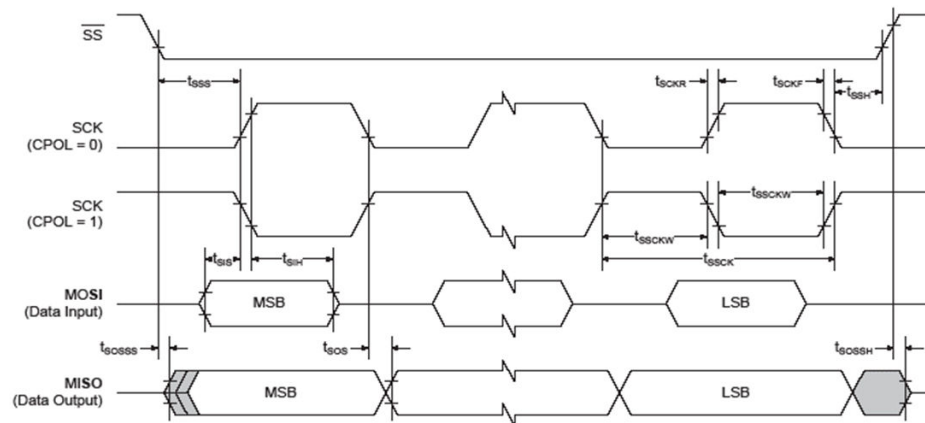 SS
tSSS
tSCKR
tSCKF
tSSH
SCK
(CPOL = 0)
SCK
(CPOL = 1)
tSSCKW
tSSCKW
tSSCK
tSIS
tSIH
MOSI
(Data Input)
MSB
LSB
tSOSSS
tSOS
tSOSSH
MISO
(Data Output)
MSB
LSB